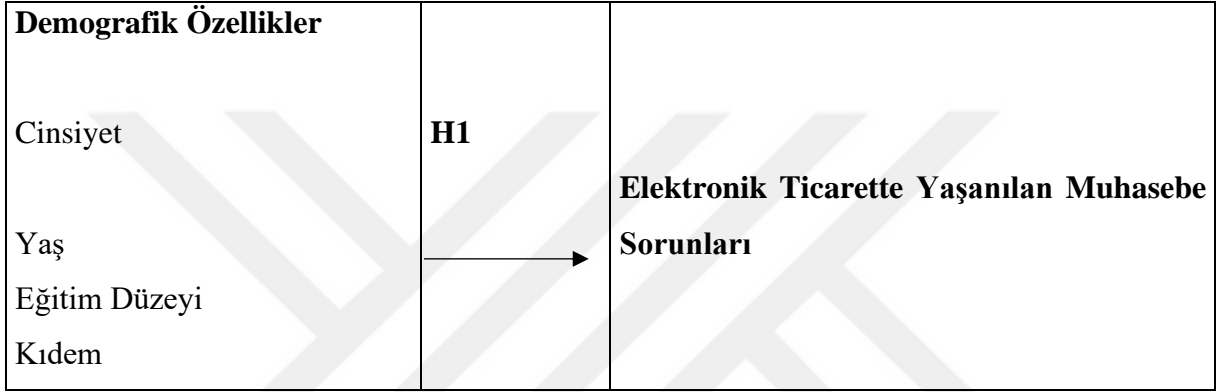 Demografik Özellikler
Cinsiyet
Yaş
Eğitim Düzeyi
Kıdem
H1
Elektronik Ticarette Yaşanılan Muhasebe
Sorunları